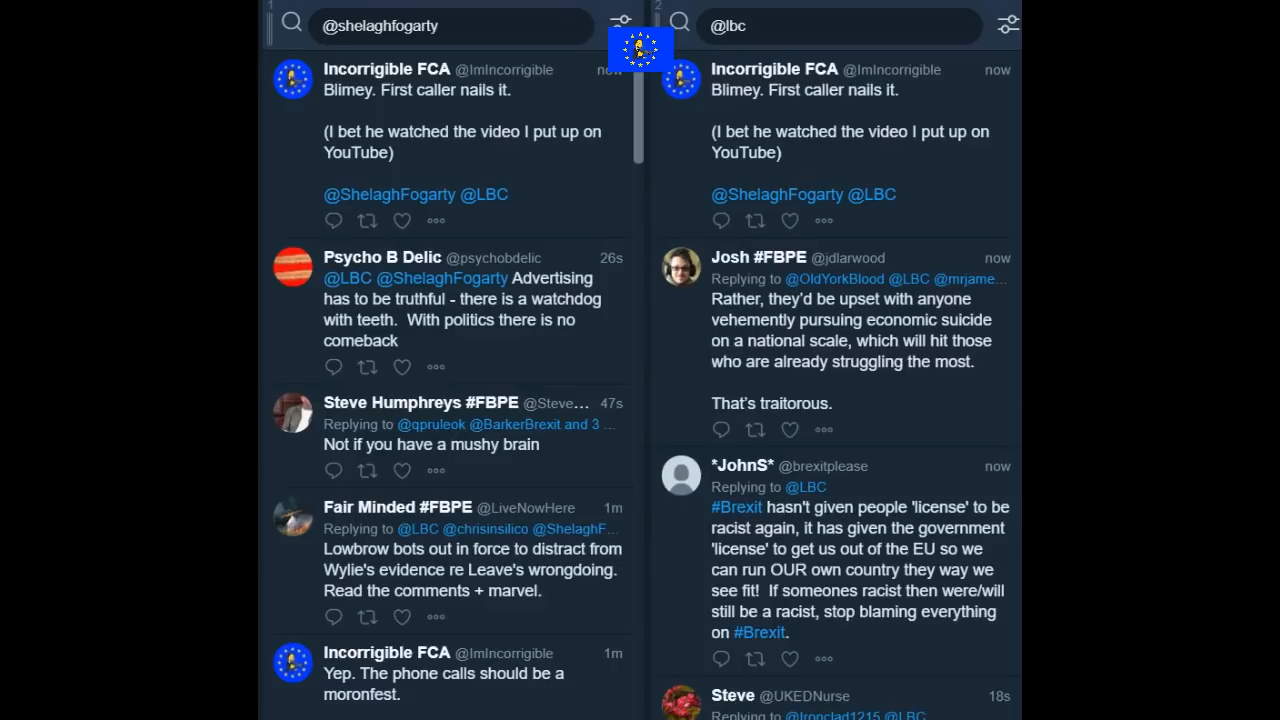 1
@shelaghfogarty
Incorrigible FCA @ImIncorrigible now
Blimey. First caller nails it.
(I bet he watched the video I put up on
YouTube)
@ShelaghFogarty @LBC
Psycho B Delic @psychobdelic 26s
@LBC @ShelaghFogarty Advertising
has to be truthful - there is a watchdog
with teeth. With politics there is no
comeback
Steve Humphreys #FBPE @Steve… 47s
Replying to @qpruleok @BarkerBrexit and 3 …
Not if you have a mushy brain
Fair Minded #FBPE @LiveNowHere 1m
Replying to @LBC @chrisinsilico @ShelaghF…
Lowbrow bots out in force to distract from
Wylie's evidence re Leave's wrongdoing.
Read the comments + marvel.
Incorrigible FCA @ImIncorrigible 1m
Yep. The phone calls should be a
moronfest.
2
@lbc
Incorrigible FCA @ImIncorrigible now
Blimey. First caller nails it.
(I bet he watched the video I put up on
YouTube)
@ShelaghFogarty @LBC
Josh #FBPE @jdlarwood now
Replying to @OldYorkBlood @LBC @mrjame…
Rather, they’d be upset with anyone
vehemently pursuing economic suicide
on a national scale, which will hit those
who are already struggling the most.
That’s traitorous.
*JohnS* @brexitplease now
Replying to @LBC
#Brexit hasn't given people 'license' to be
racist again, it has given the government
'license' to get us out of the EU so we
can run OUR own country they way we
see fit! If someones racist then were/will
still be a racist, stop blaming everything
on #Brexit.
Steve @UKEDNurse 18s
Replying to @Ironclad1215 @LBC